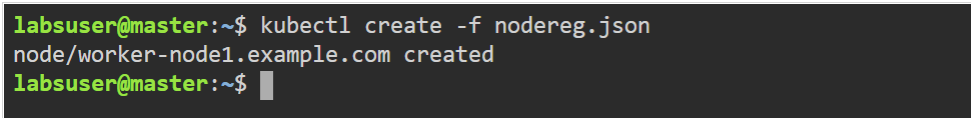 labsuser@master:~$ kubectl create -f nodereg.json
node/worker-node1.example.com created
labsuser@master:~$